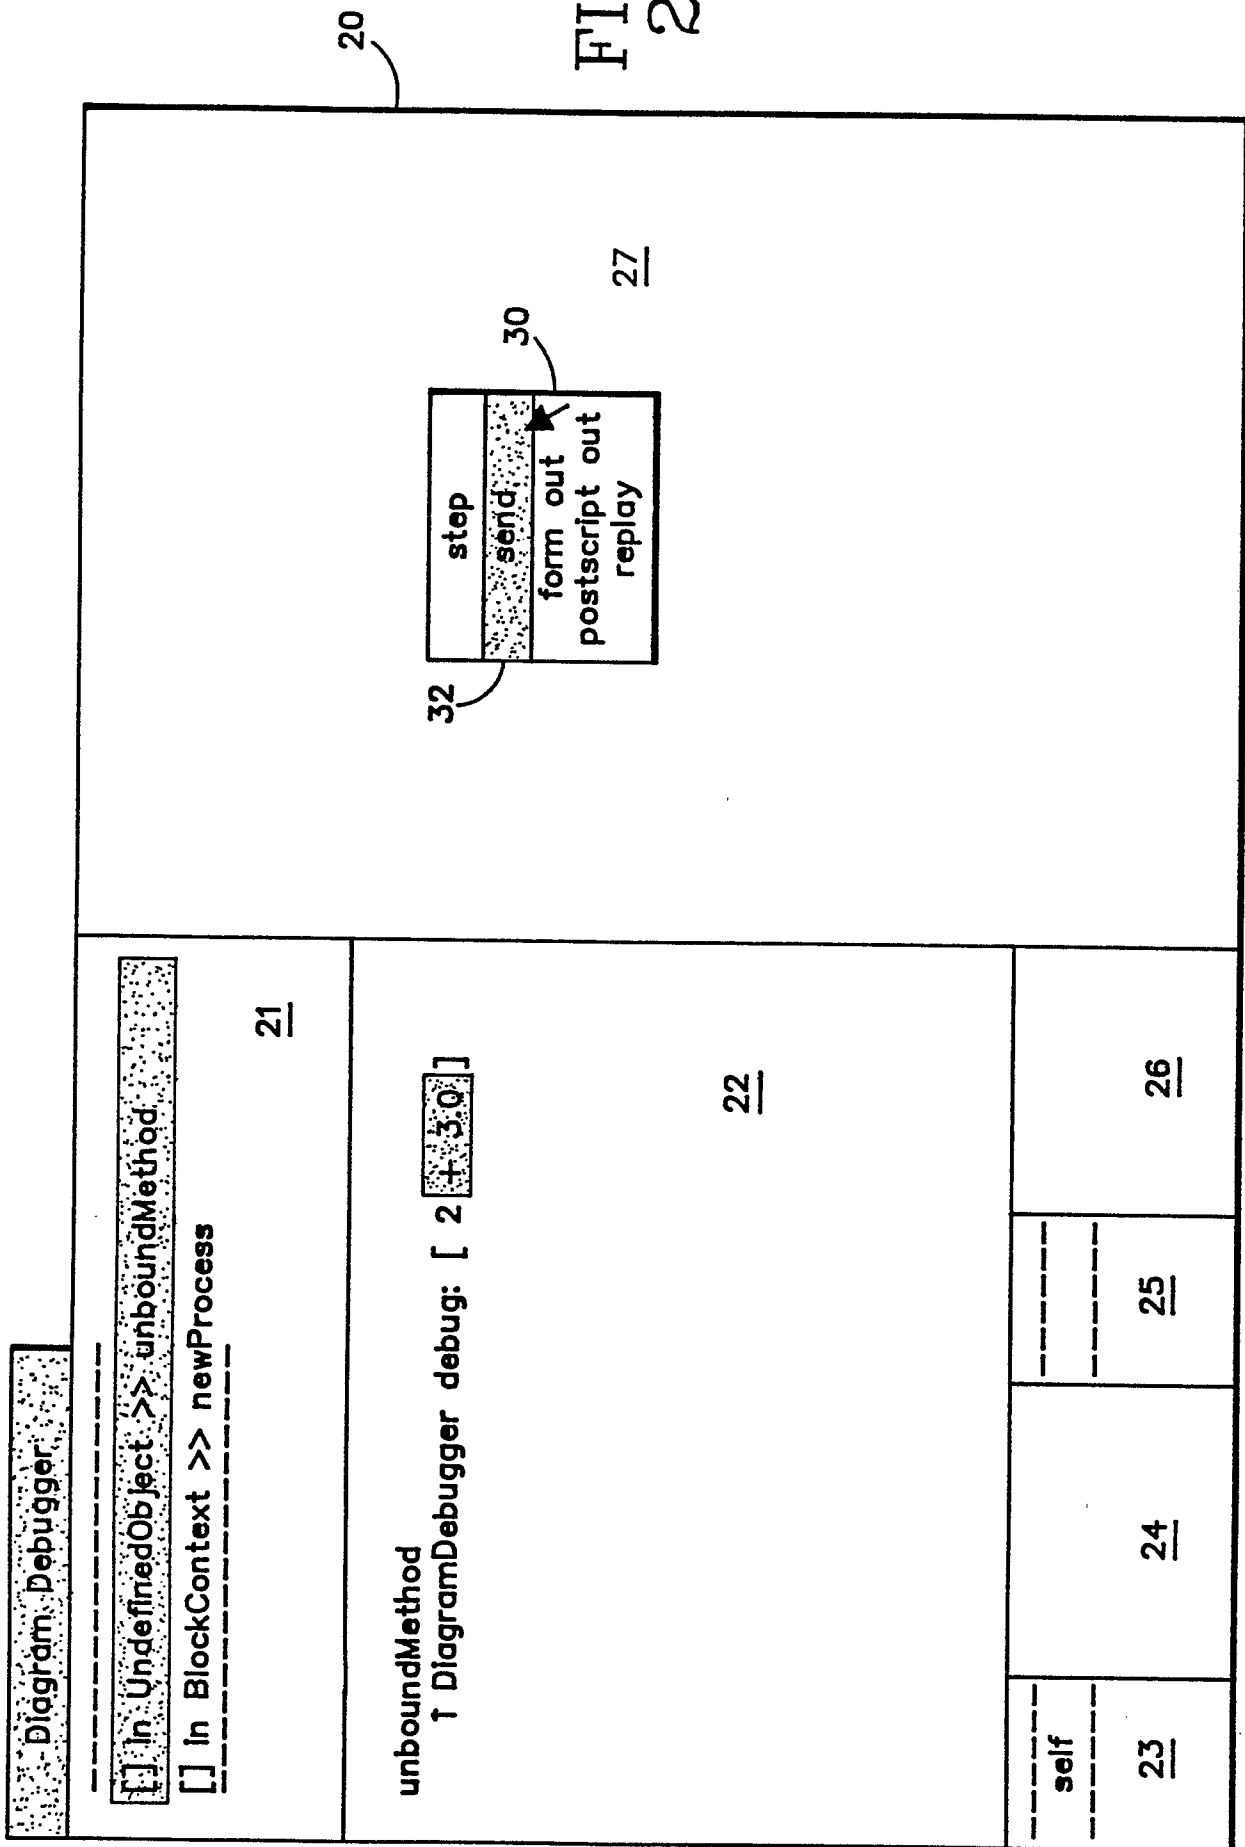 Diagram Debugger
[] in UndefinedObject >> unboundMethod
[] in BlockContext >> newProcess
21
unboundMethod
↑ DiagramDebugger debug: [ 2 + 3.0 ]
22
self
23
24
25
26
32
step
send
form out
postscript out
replay
30
27
20
FI
2